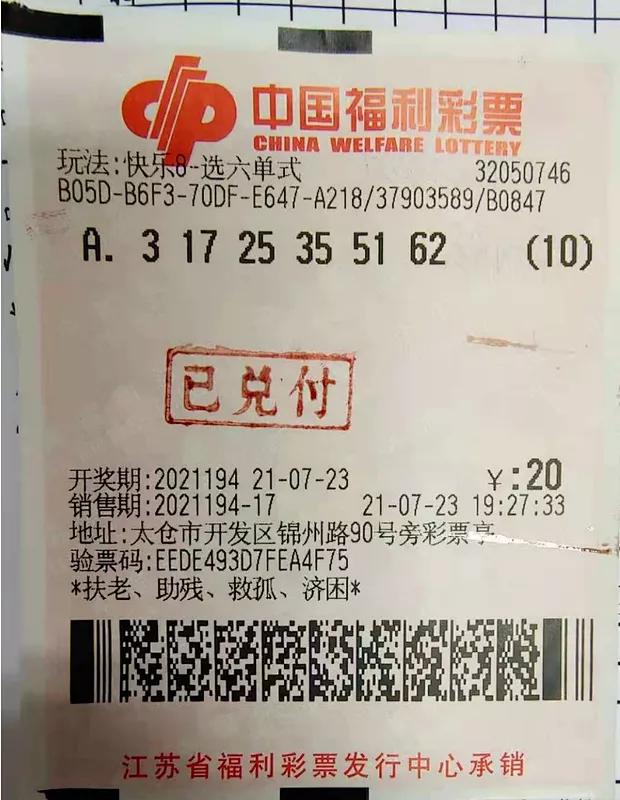 中国福利彩票
CHINA WELFARE LOTTERY
玩法:快乐8-选六单式 32050746
B05D-B6F3-70DF-E647-A218/37903589/B0847
A. 3 17 25 35 51 62 (10)
已兑付
开奖期:2021194 21-07-23 ¥:20
销售期:2021194-17 21-07-23 19:27:33
地址:太仓市开发区锦州路90号旁彩票亭
验票码:EEDE493D7FEA4F75
*扶老、助残、救孤、济困*
江苏省福利彩票发行中心承销